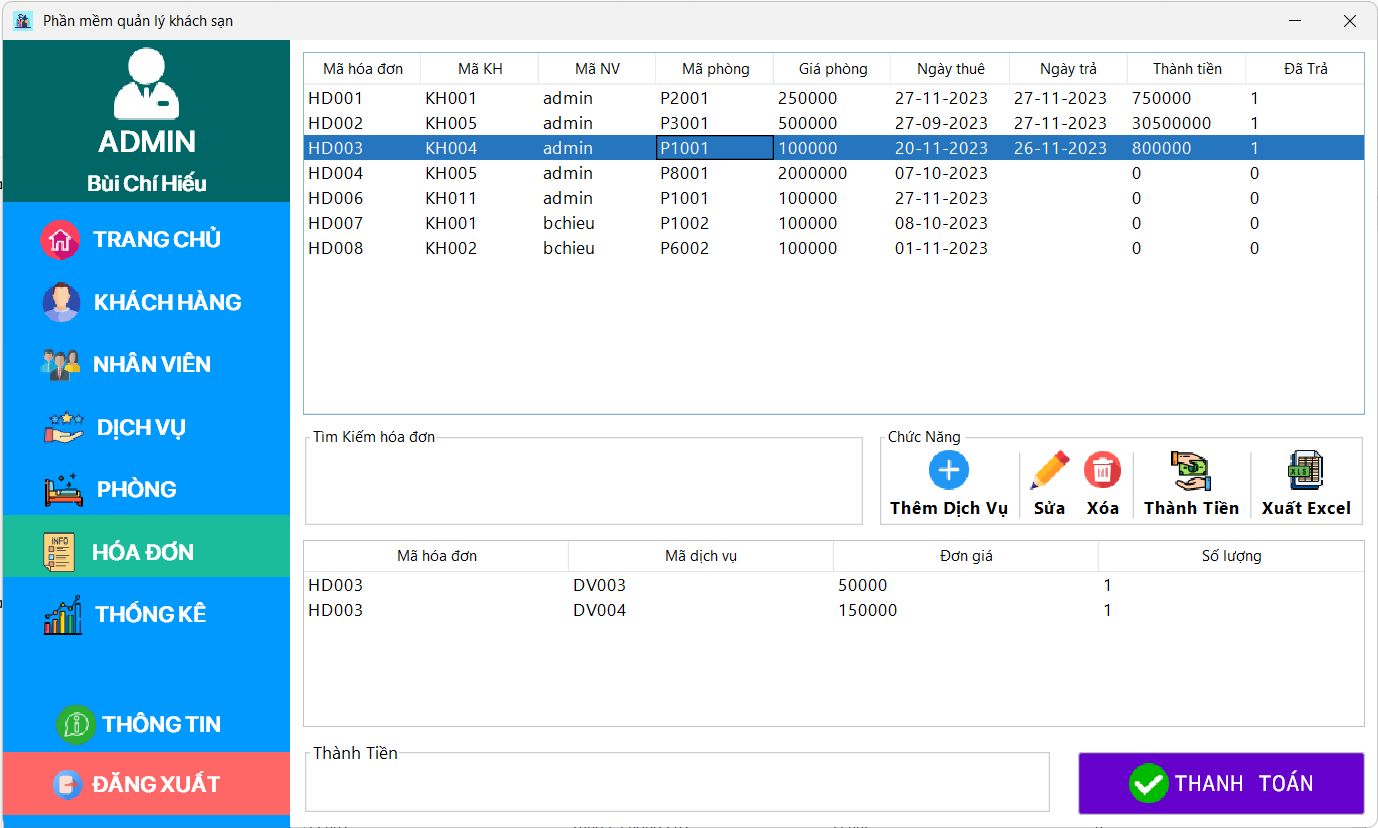 Phần mềm quản lý khách sạn
ADMIN
Bùi Chí Hiếu
TRANG CHỦ
KHÁCH HÀNG
NHÂN VIÊN
DỊCH VỤ
PHÒNG
INFO
HÓA ĐƠN
THỐNG KÊ
THÔNG TIN
ĐĂNG XUẤT
Mã hóa đơn Mã KH Mã NV Mã phòng Giá phòng Ngày thuê Ngày trả Thành tiền Đã Trả
HD001 KH001 admin P2001 250000 27-11-2023 27-11-2023 750000 1
HD002 KH005 admin P3001 500000 27-09-2023 27-11-2023 30500000 1
HD003 KH004 admin P1001 100000 20-11-2023 26-11-2023 800000 1
HD004 KH005 admin P8001 2000000 07-10-2023 0 0
HD006 KH011 admin P1001 100000 27-11-2023 0 0
HD007 KH001 bchieu P1002 100000 08-10-2023 0 0
HD008 KH002 bchieu P6002 100000 01-11-2023 0 0
Tìm Kiếm hóa đơn
Chức Năng
XLS
Thêm Dịch Vụ Sửa Xóa Thành Tiền Xuất Excel
Mã hóa đơn Mã dịch vụ Đơn giá Số lượng
HD003 DV003 50000 1
HD003 DV004 150000 1
Thành Tiền
THANH TOÁN